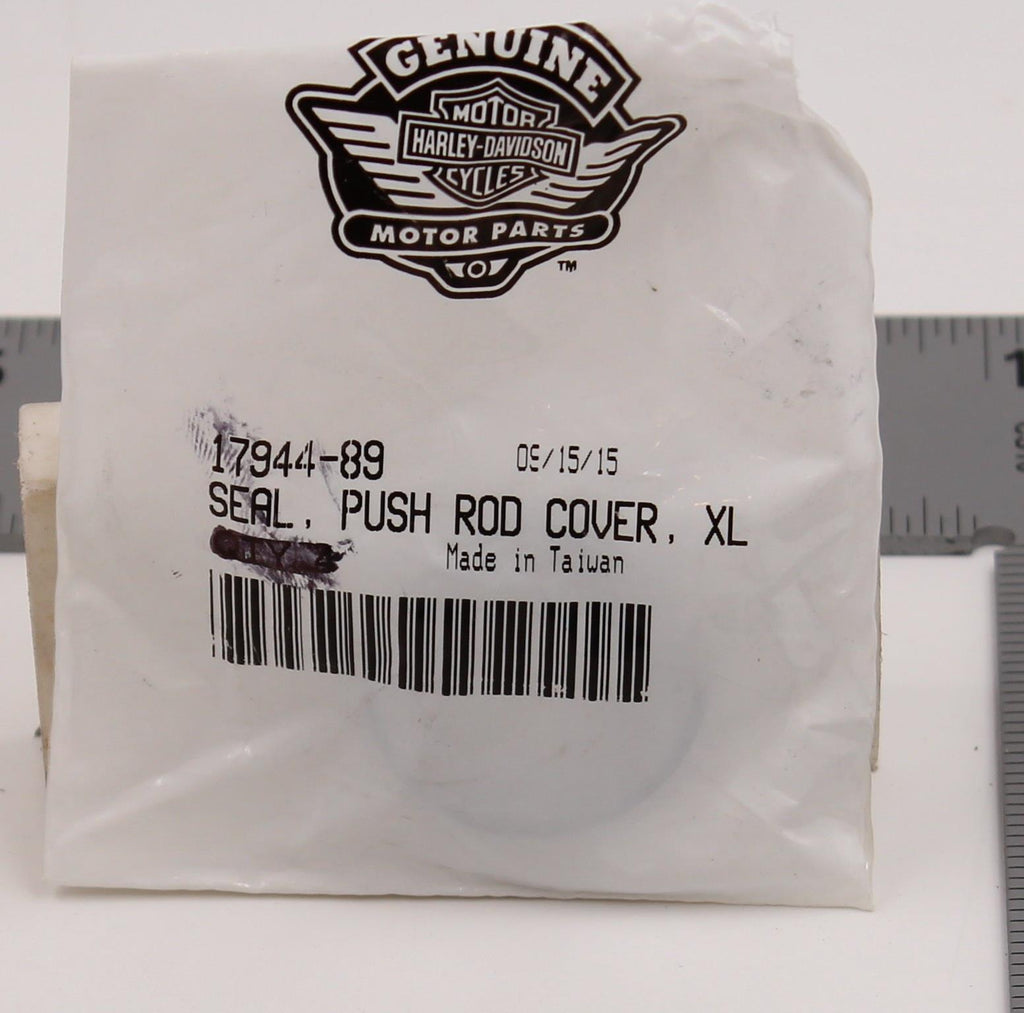 GENUINE
MOTOR
HARLEY-DAVIDSON
CYCLES
MOTOR PARTS
TM
17944-89
09/15/15
SEAL, PUSH ROD COVER, XL
Made in Taiwan
1